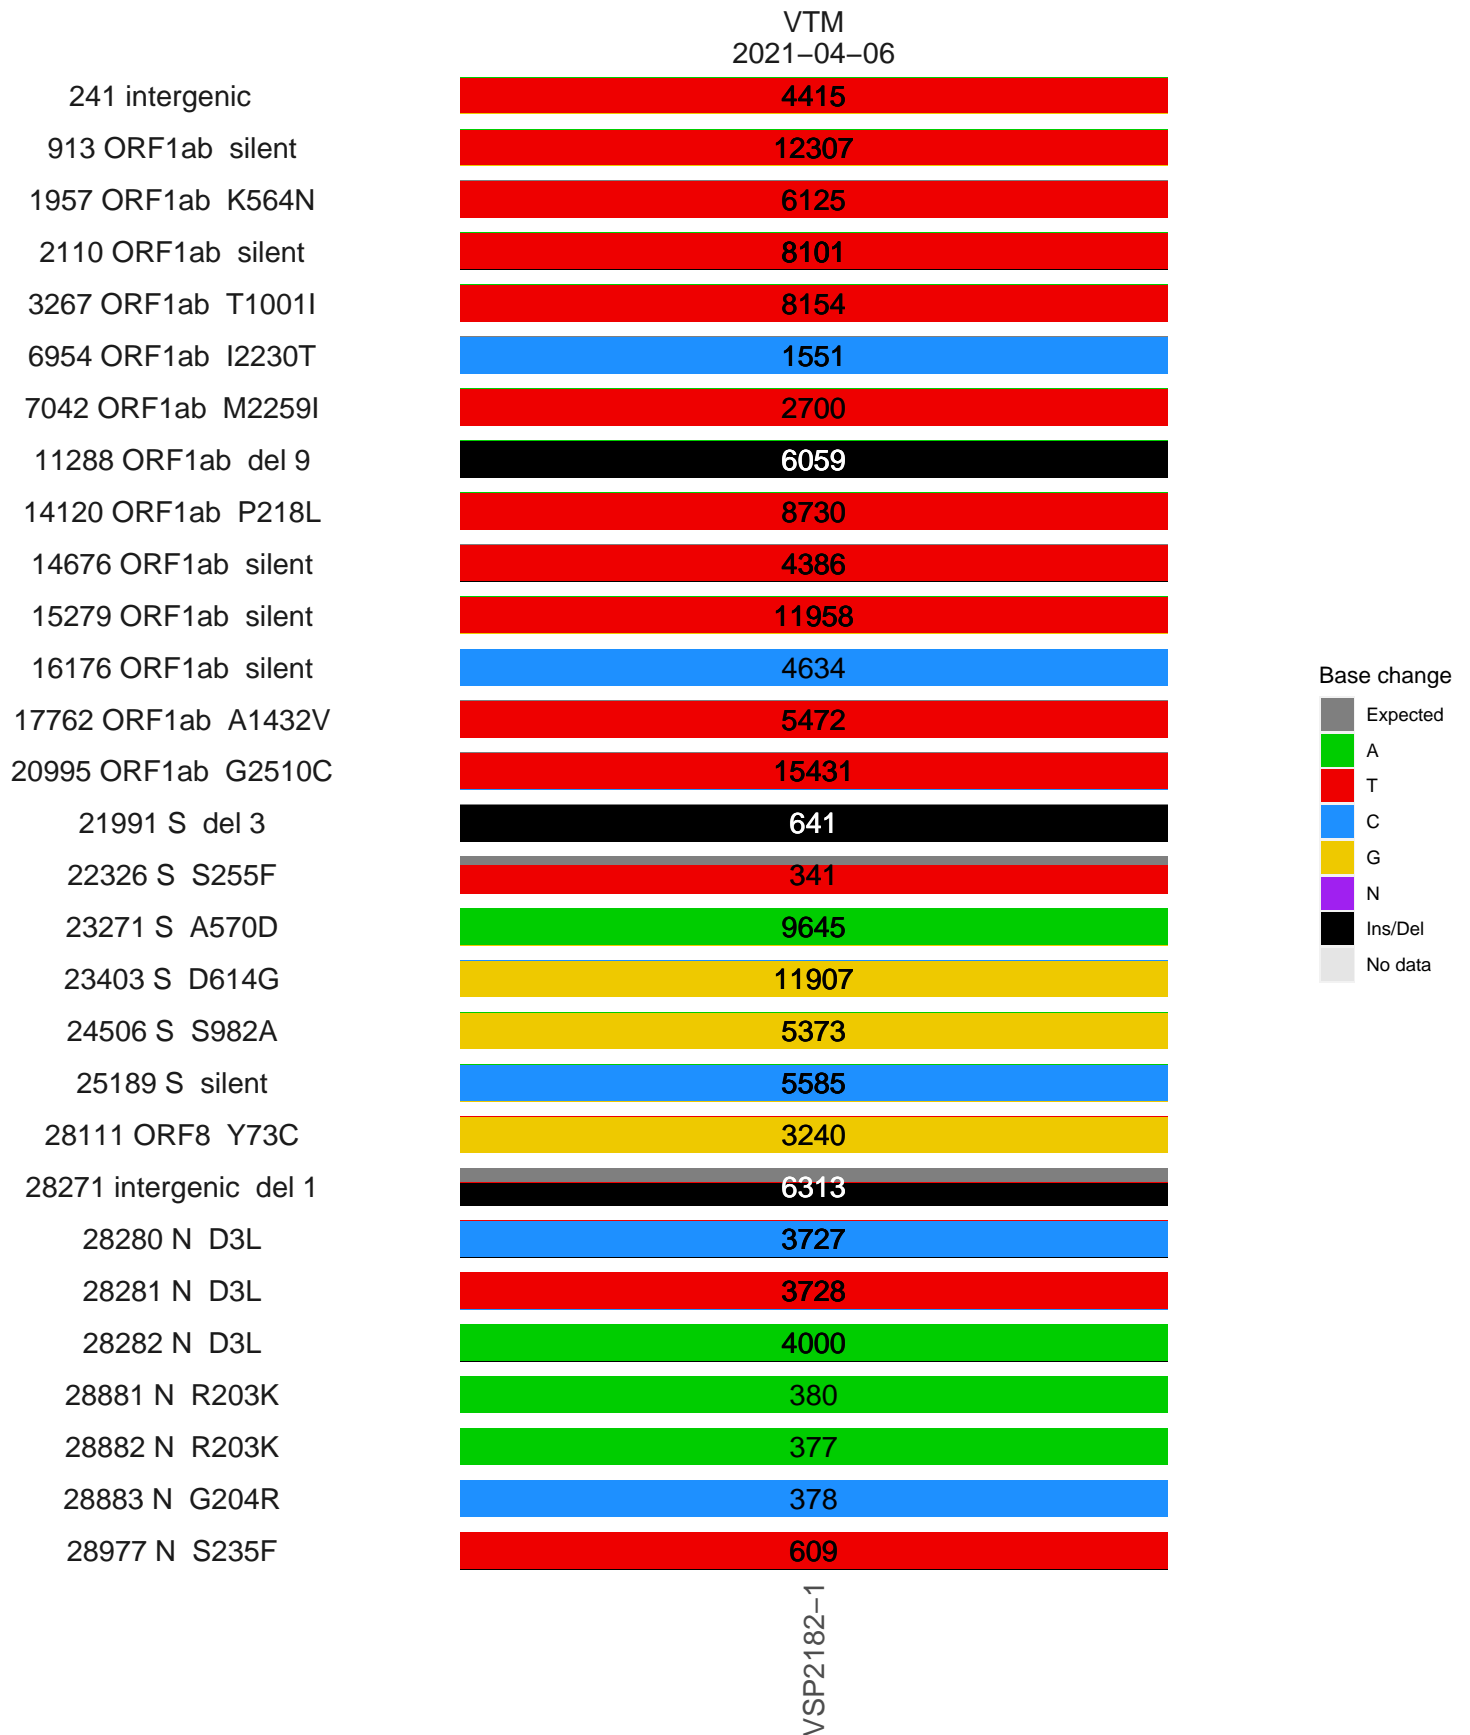 VTM
2021−04−06
241 intergenic 4415
913 ORF1ab silent 12307
1957 ORF1ab K564N 6125
2110 ORF1ab silent 8101
3267 ORF1ab T1001I 8154
6954 ORF1ab I2230T 1551
7042 ORF1ab M2259I 2700
11288 ORF1ab del 9 6059
14120 ORF1ab P218L 8730
14676 ORF1ab silent 4386
15279 ORF1ab silent 11958
16176 ORF1ab silent 4634
17762 ORF1ab A1432V 5472
20995 ORF1ab G2510C 15431
21991 S del 3 641
22326 S S255F 341
23271 S A570D 9645
23403 S D614G 11907
24506 S S982A 5373
25189 S silent 5585
28111 ORF8 Y73C 3240
28271 intergenic del 1 6313
28280 N D3L 3727
28281 N D3L 3728
28282 N D3L 4000
28881 N R203K 380
28882 N R203K 377
28883 N G204R 378
28977 N S235F 609
VSP2182−1
Base change
Expected
A
T
C
G
N
Ins/Del
No data